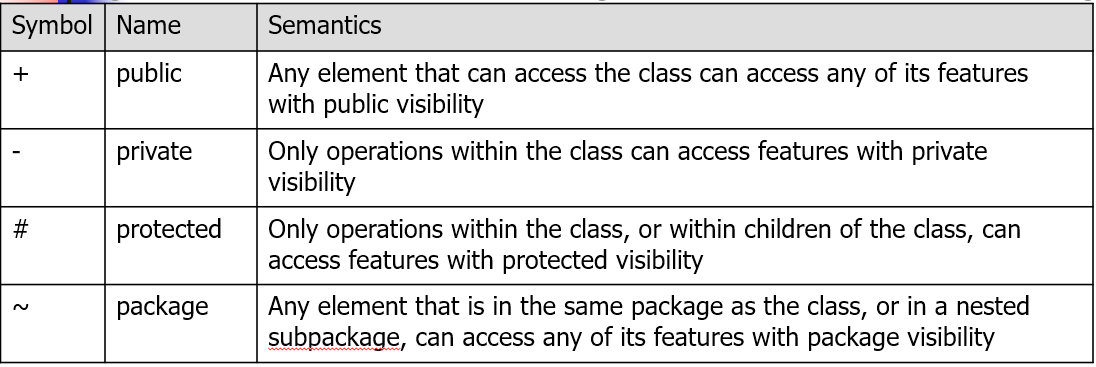 Symbol Name Semantics
+ public Any element that can access the class can access any of its features
with public visibility
- private Only operations within the class can access features with private
visibility
# protected Only operations within the class, or within children of the class, can
access features with protected visibility
~ package Any element that is in the same package as the class, or in a nested
subpackage, can access any of its features with package visibility